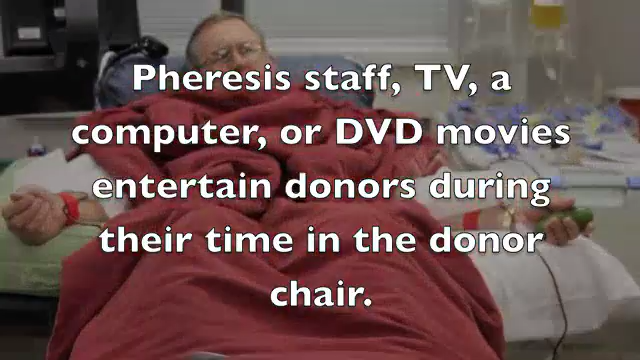 Pheresis staff, TV, a
computer, or DVD movies
entertain donors during
their time in the donor
chair.